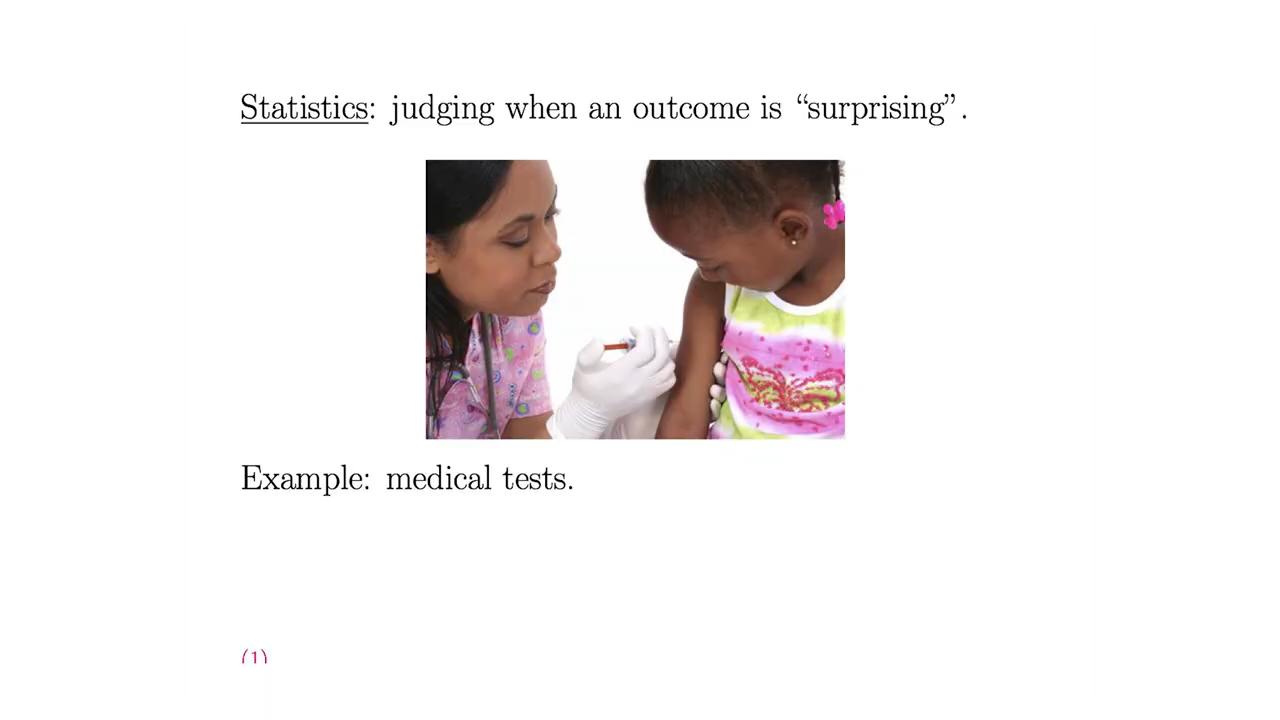 Statistics: judging when an outcome is “surprising”.
Example: medical tests.
(1)